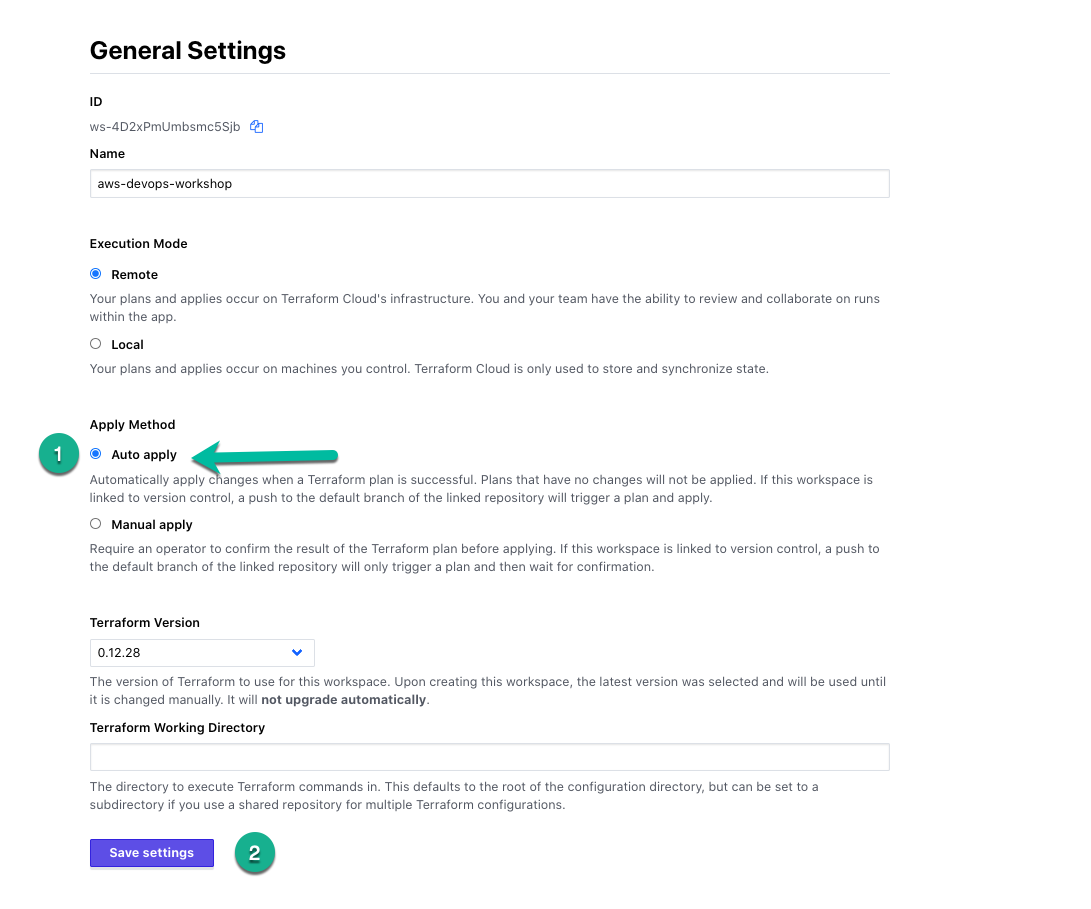 General Settings
ID
ws-4D2xPmUmbsmc5Sjb
Name
aws-devops-workshop
Execution Mode
Remote
Your plans and applies occur on Terraform Cloud's infrastructure. You and your team have the ability to review and collaborate on runs
within the app.
Local
Your plans and applies occur on machines you control. Terraform Cloud is only used to store and synchronize state.
Apply Method
1
Auto apply
Automatically apply changes when a Terraform plan is successful. Plans that have no changes will not be applied. If this workspace is
linked to version control, a push to the default branch of the linked repository will trigger a plan and apply.
Manual apply
Require an operator to confirm the result of the Terraform plan before applying. If this workspace is linked to version control, a push to
the default branch of the linked repository will only trigger a plan and then wait for confirmation.
Terraform Version
0.12.28
The version of Terraform to use for this workspace. Upon creating this workspace, the latest version was selected and will be used until
it is changed manually. It will not upgrade automatically.
Terraform Working Directory
The directory to execute Terraform commands in. This defaults to the root of the configuration directory, but can be set to a
subdirectory if you use a shared repository for multiple Terraform configurations.
Save settings
2